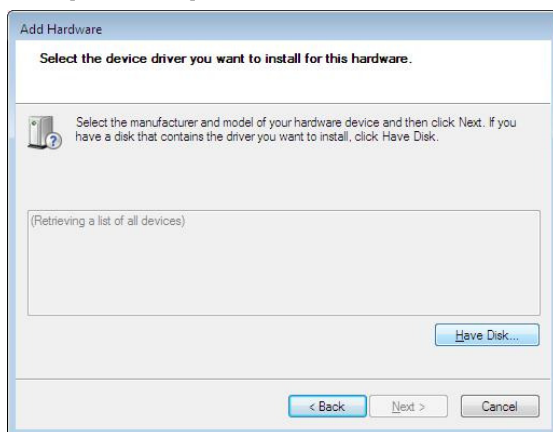 Add Hardware
Select the device driver you want to install for this hardware.
Select the manufacturer and model of your hardware device and then click Next. If you
have a disk that contains the driver you want to install, click Have Disk.
(Retrieving a list of all devices)
Have Disk...
< Back Next > Cancel